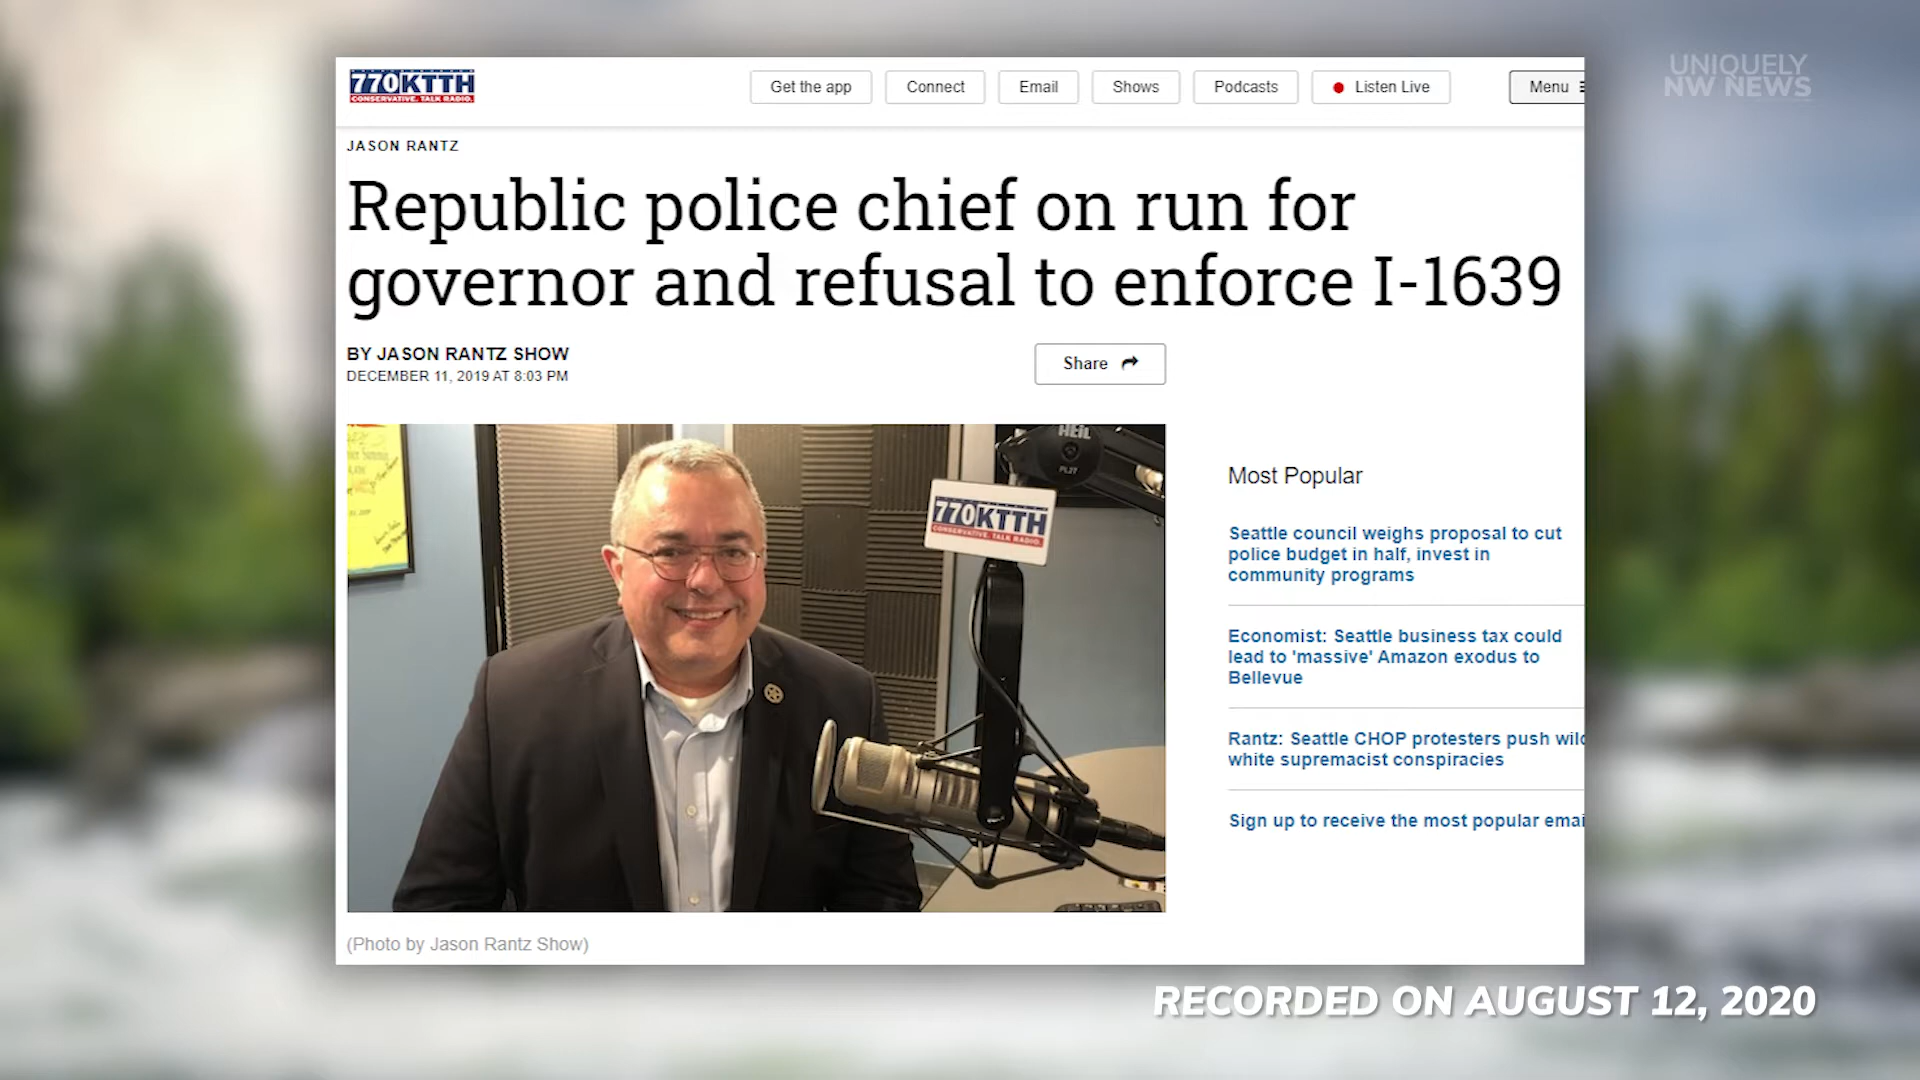 UNIQUELY
NW NEWS
770KTTH
CONSERVATIVE. TALK RADIO.
Get the app
Connect
Email
Shows
Podcasts
Listen Live
Menu
JASON RANTZ
Republic police chief on run for
governor and refusal to enforce I-1639
BY JASON RANTZ SHOW
DECEMBER 11, 2019 AT 8:03 PM
Share
HEiL
PL2T
770KTTH
CONSERVATIVE. TALK RADIO.
(Photo by Jason Rantz Show)
Most Popular
Seattle council weighs proposal to cut
police budget in half, invest in
community programs
Economist: Seattle business tax could
lead to 'massive' Amazon exodus to
Bellevue
Rantz: Seattle CHOP protesters push wild
white supremacist conspiracies
Sign up to receive the most popular emai
RECORDED ON AUGUST 12, 2020